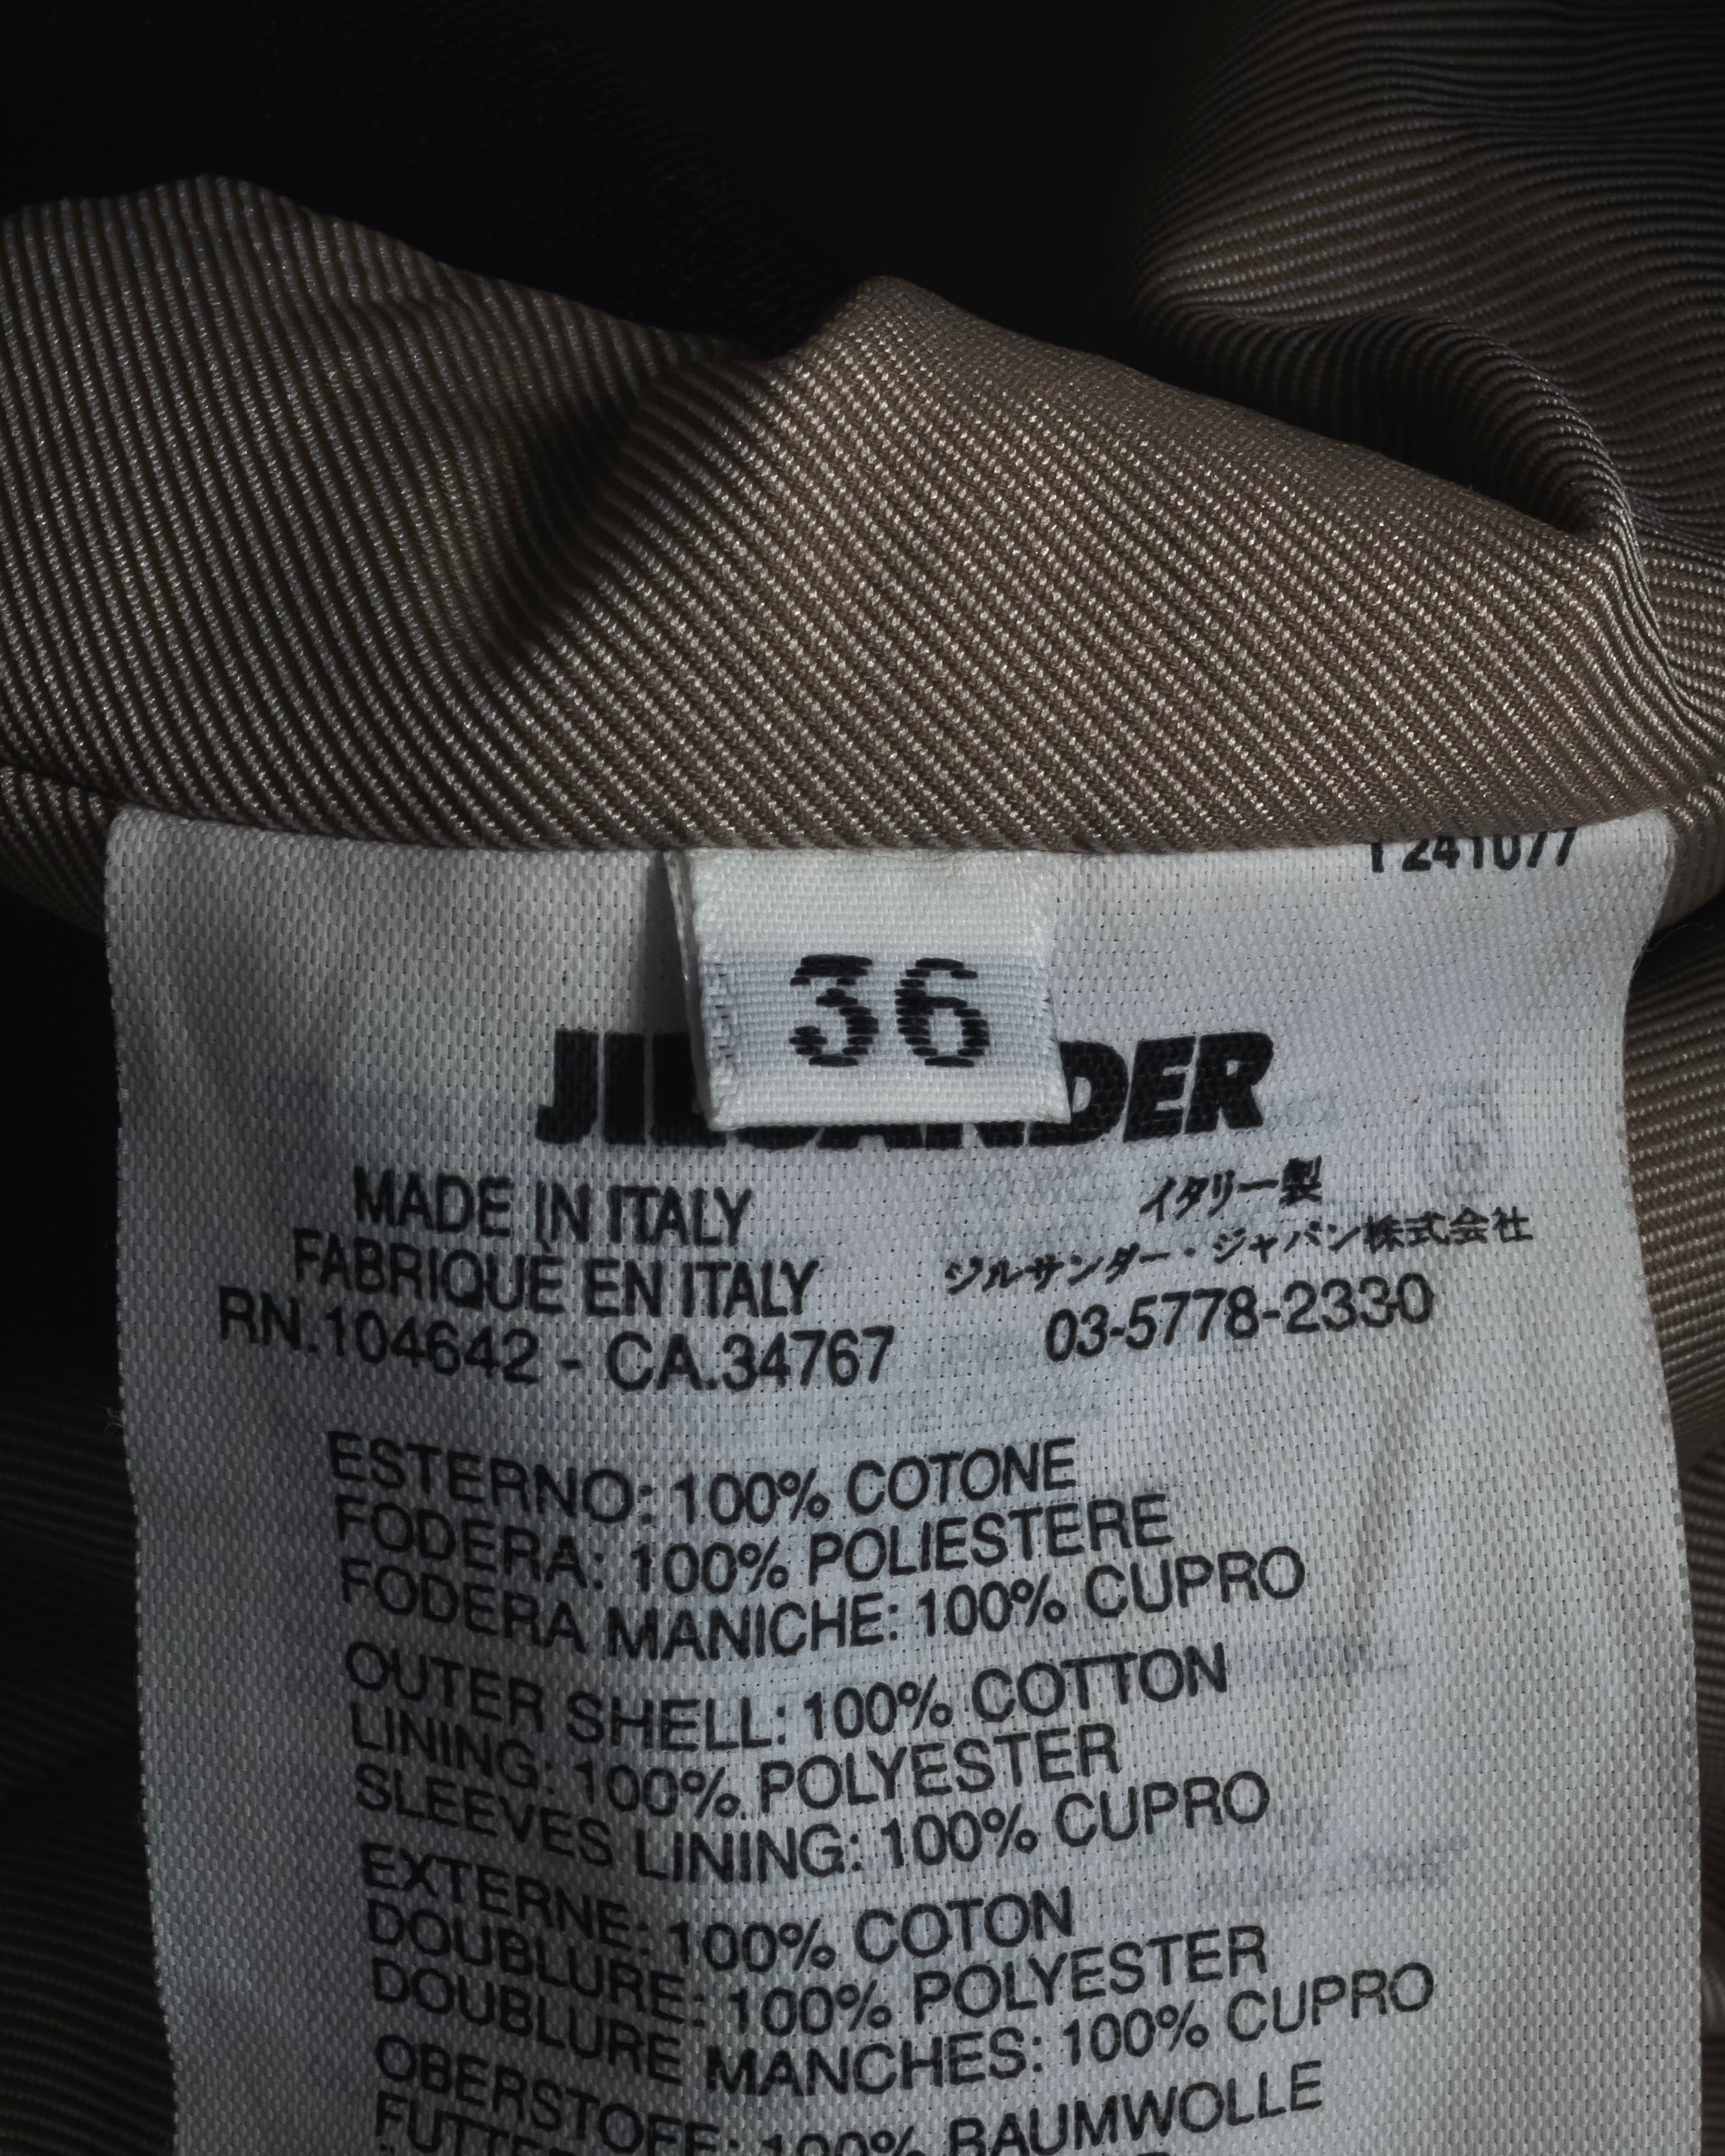 241077
36
JIL SANDER
MADE IN ITALY
FABRIQUÉ EN ITALY
RN.104642 - CA.34767
イタリー製
ジルサンダー・ジャパン株式会社
03-5778-2330
ESTERNO: 100% COTONE
FODERA: 100% POLIESTERE
FODERA MANICHE: 100% CUPRO
OUTER SHELL: 100% COTTON
LINING: 100% POLYESTER
SLEEVES LINING: 100% CUPRO
EXTERNE: 100% COTON
DOUBLURE: 100% POLYESTER
DOUBLURE MANCHES: 100% CUPRO
OBERSTOFF: 100% BAUMWOLLE